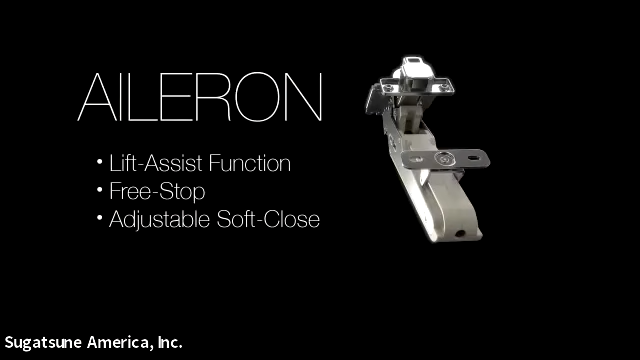 AILERON
• Lift-Assist Function
• Free-Stop
• Adjustable Soft-Close
Sugatsune America, Inc.